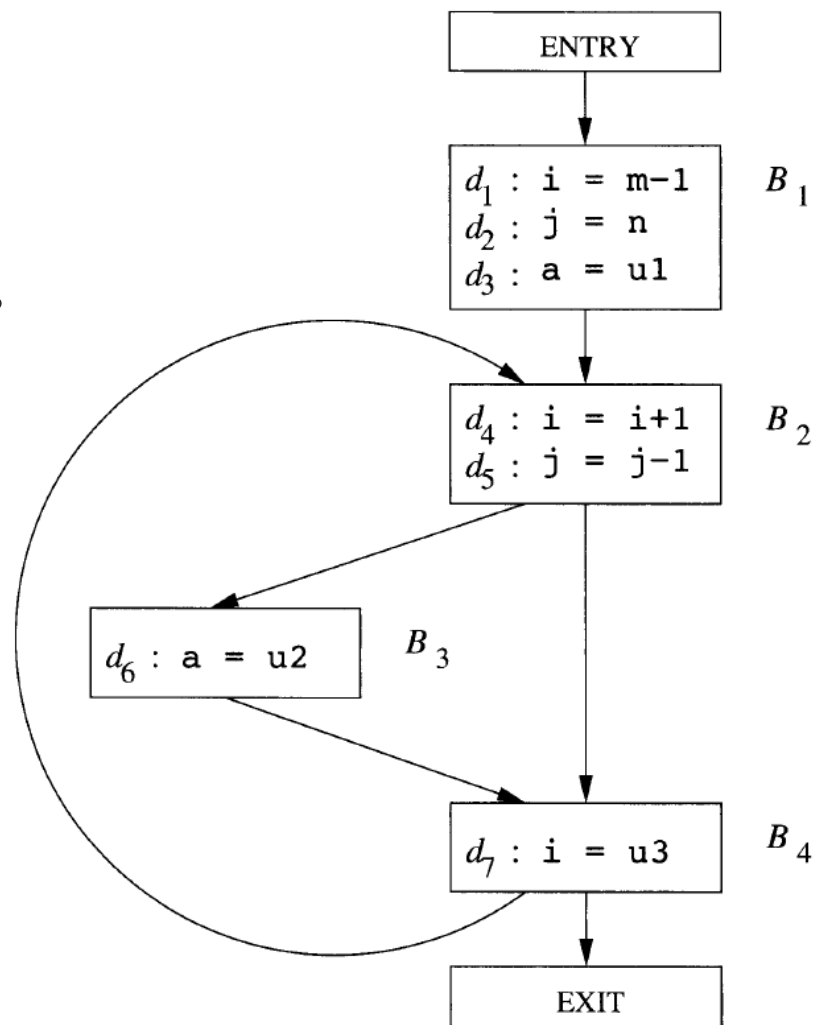 ENTRY
d1 : i = m-1
d2 : j = n
d3 : a = u1
B1
d4 : i = i+1
d5 : j = j-1
B2
d6 : a = u2
B3
d7 : i = u3
B4
EXIT